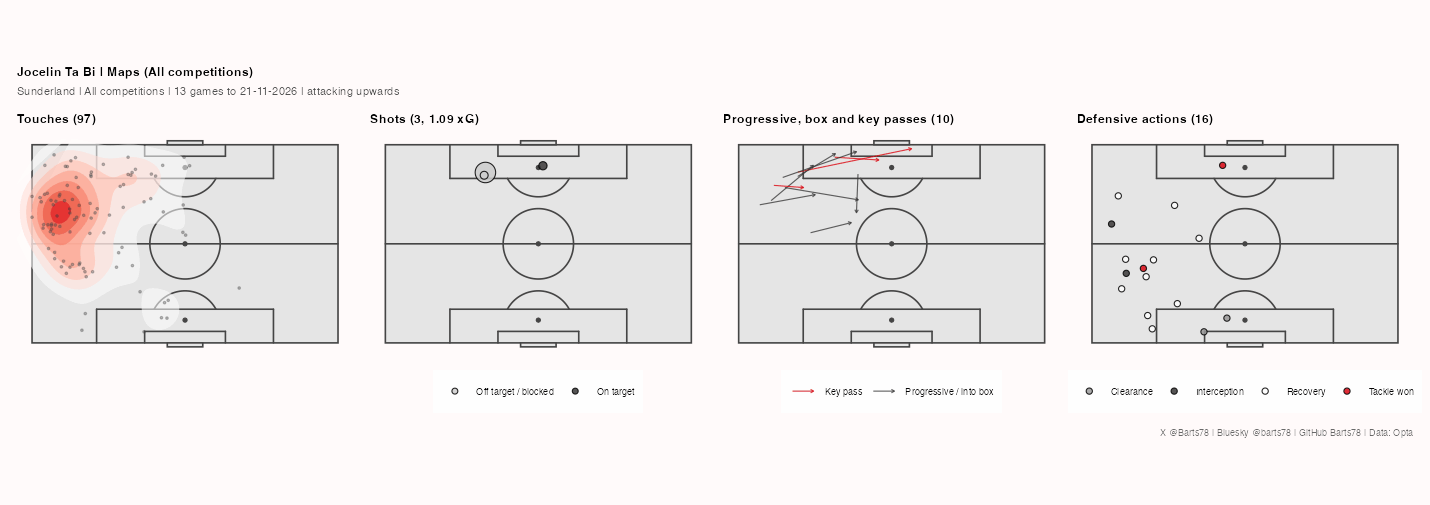 Jocelin Ta Bi | Maps (All competitions)
Sunderland | All competitions | 13 games to 21-11-2026 | attacking upwards
Touches (97)
Shots (3, 1.09 xG)
Progressive, box and key passes (10)
Defensive actions (16)
Off target / blocked
On target
Key pass
Progressive / into box
Clearance
Interception
Recovery
Tackle won
X @Barts78 | Bluesky @barts78 | GitHub Barts78 | Data: Opta